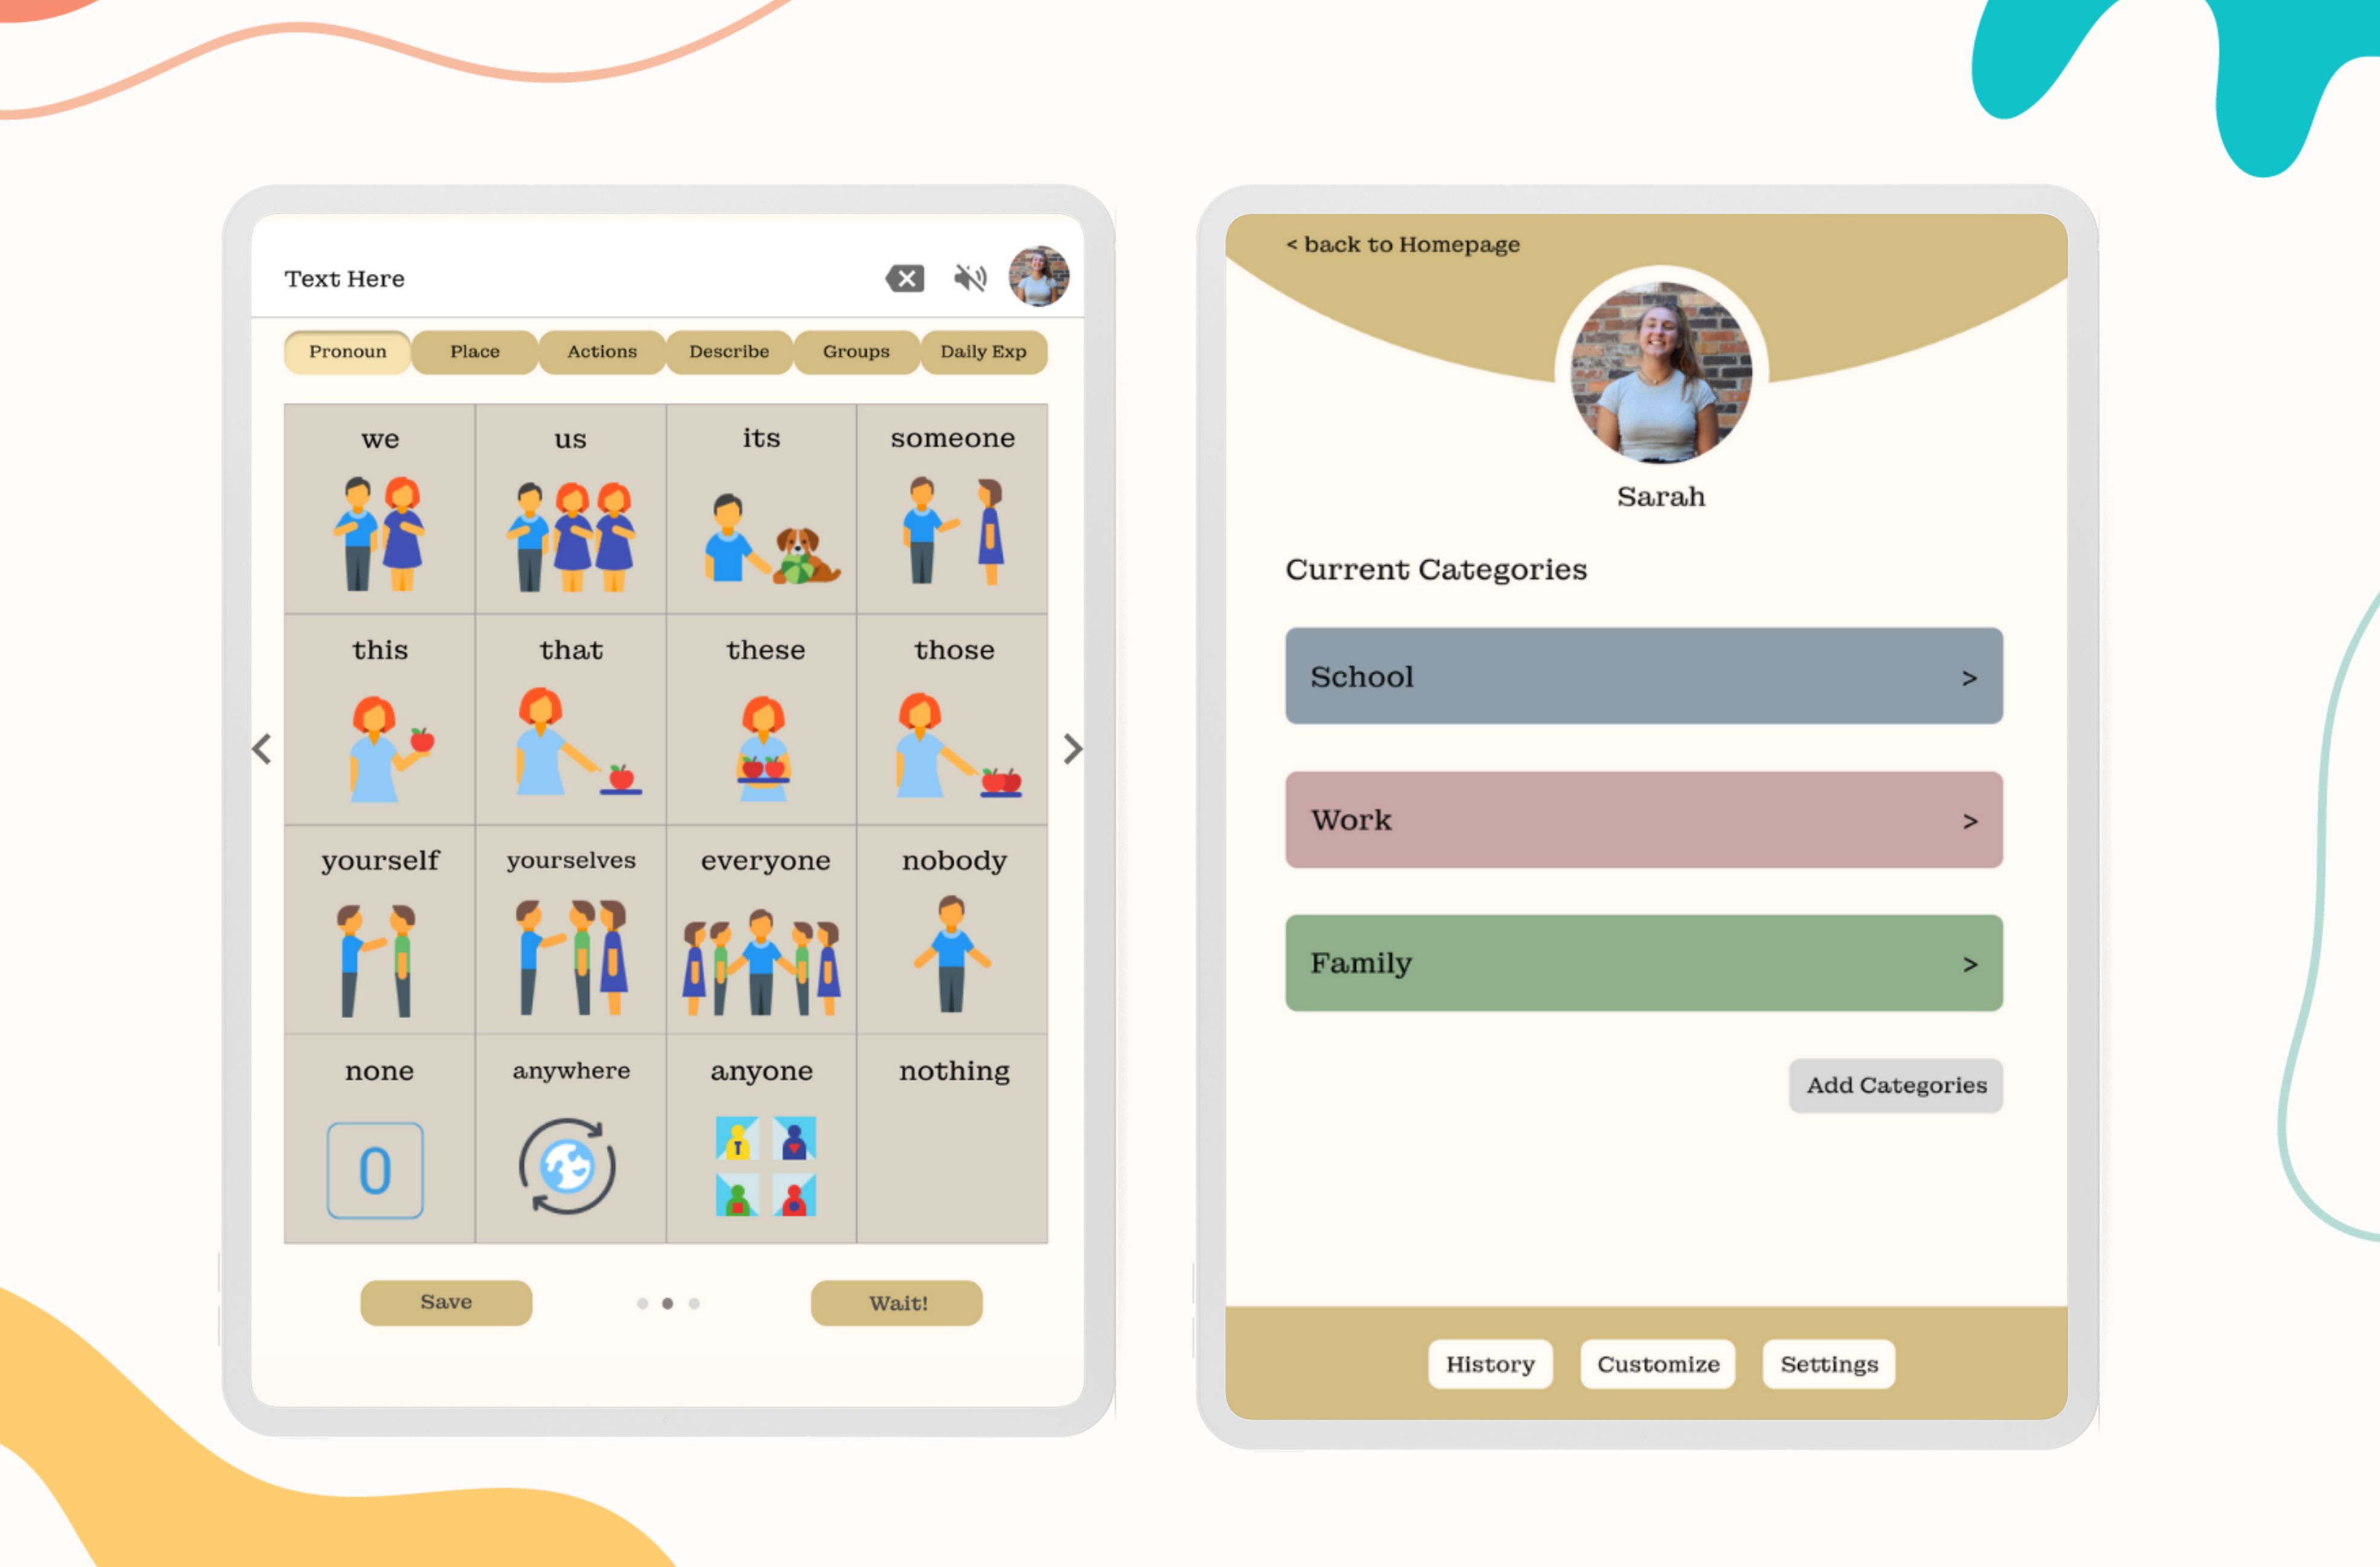 Text Here
Pronoun Place Actions Describe Groups Daily Exp
we us its someone
this that these those
yourself yourselves everyone nobody
none anywhere anyone nothing
0
Save Wait!
< back to Homepage
Sarah
Current Categories
School >
Work >
Family >
Add Categories
History Customize Settings